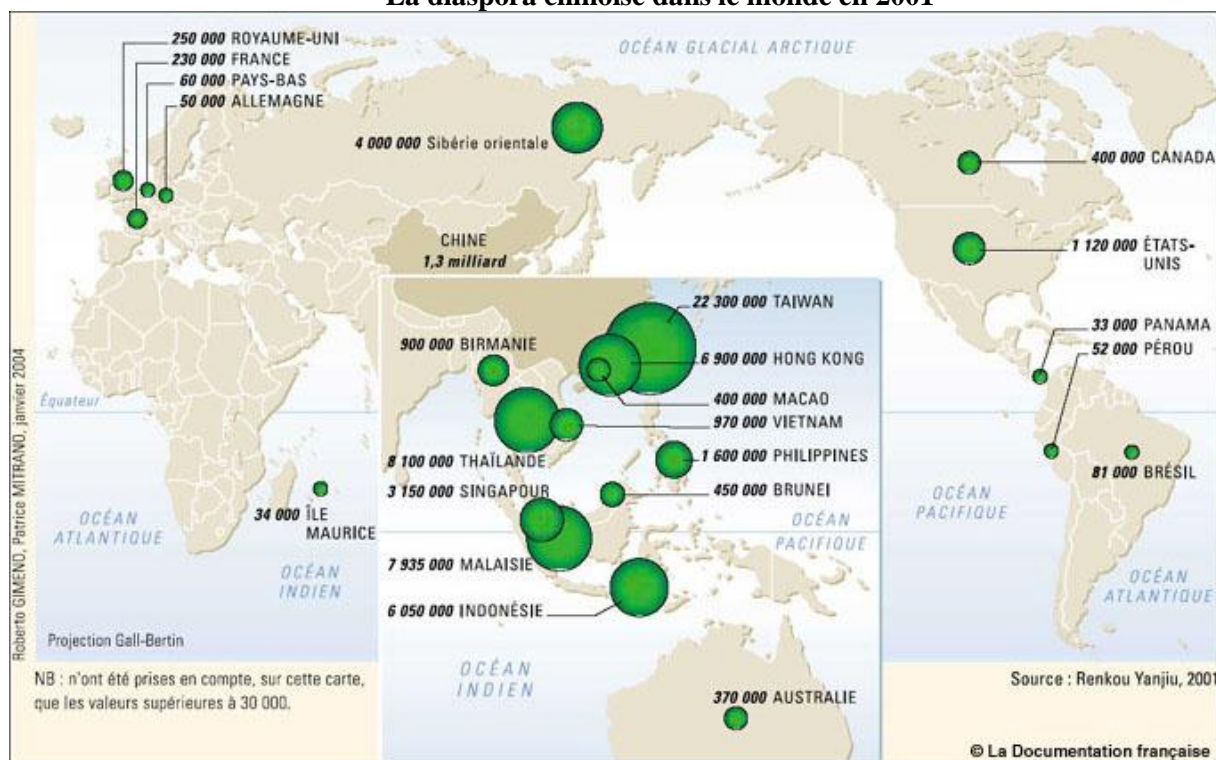 La diaspora chinoise dans le monde en 2001
250 000 ROYAUME-UNI
230 000 FRANCE
60 000 PAYS-BAS
50 000 ALLEMAGNE
OCÉAN GLACIAL ARCTIQUE
4 000 000 Sibérie orientale
400 000 CANADA
CHINE
1,3 milliard
1 120 000 ÉTATS-
UNIS
22 300 000 TAIWAN
900 000 BIRMANIE
6 900 000 HONG KONG
33 000 PANAMA
52 000 PÉROU
Équateur
400 000 MACAO
970 000 VIETNAM
8 100 000 THAÏLANDE
1 600 000 PHILIPPINES
3 150 000 SINGAPOUR
450 000 BRUNEI
81 000 BRÉSIL
34 000 ÎLE
MAURICE
OCÉAN
ATLANTIQUE
OCÉAN
PACIFIQUE
OCÉAN
PACIFIQUE
7 935 000 MALAISIE
OCÉAN
INDIEN
OCÉAN
ATLANTIQUE
6 050 000 INDONÉSIE
Projection Gall-Bertin
Roberto GIMENO, Patrice MITRANO, janvier 2004
OCÉAN
INDIEN
370 000 AUSTRALIE
NB : n'ont été prises en compte, sur cette carte,
que les valeurs supérieures à 30 000.
Source : Renkou Yanjiu, 2001
© La Documentation française